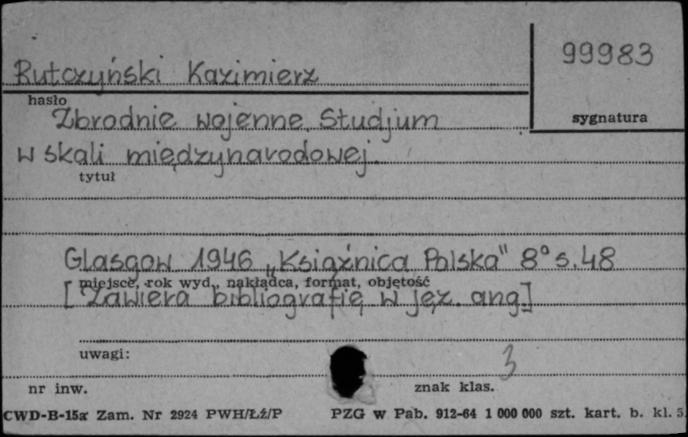 99983
Rutczyński Kazimierz
hasło
sygnatura
Zbrodnie wojenne. Studjum
w skali międzynarodowej.
tytuł
Glasgow 1946 „Książnica Polska" 8° s. 48
miejsce, rok wyd., nakładca, format, objętość
[Zawiera bibliografię w jęz. ang]
uwagi:
3
nr inw.
znak klas.
CWD-B-15a Zam. Nr 2924 PWH/Łź/P PZG w Pab. 912-64 1 000 000 szt. kart. b. kl. 5